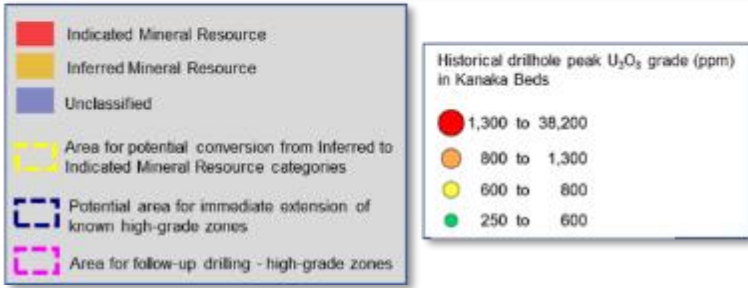 Indicated Mineral Resource
Inferred Mineral Resource
Unclassified
Area for potential conversion from Inferred to
Indicated Mineral Resource categories
Potential area for immediate extension of
known high-grade zones
Area for follow-up drilling - high-grade zones
Historical drillhole peak U₃O₈ grade (ppm)
in Kanaka Beds
1,300 to 38,200
800 to 1,300
600 to 800
250 to 600